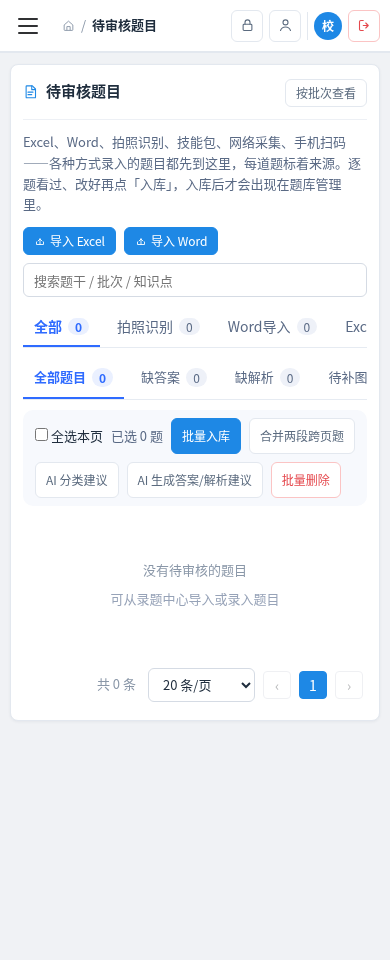 / 待审核题目
校
待审核题目
按批次查看
Excel、Word、拍照识别、技能包、网络采集、手机扫码
——各种方式录入的题目都先到这里，每道题标着来源。逐
题看过、改好再点「入库」，入库后才会出现在题库管理
里。
导入 Excel
导入 Word
搜索题干 / 批次 / 知识点
全部 0 拍照识别 0 Word导入 0 Exc
全部题目 0 缺答案 0 缺解析 0 待补图
全选本页 已选 0 题 批量入库 合并两段跨页题
AI 分类建议 AI 生成答案/解析建议 批量删除
没有待审核的题目
可从录题中心导入或录入题目
共 0 条 20 条/页 ‹ 1 ›